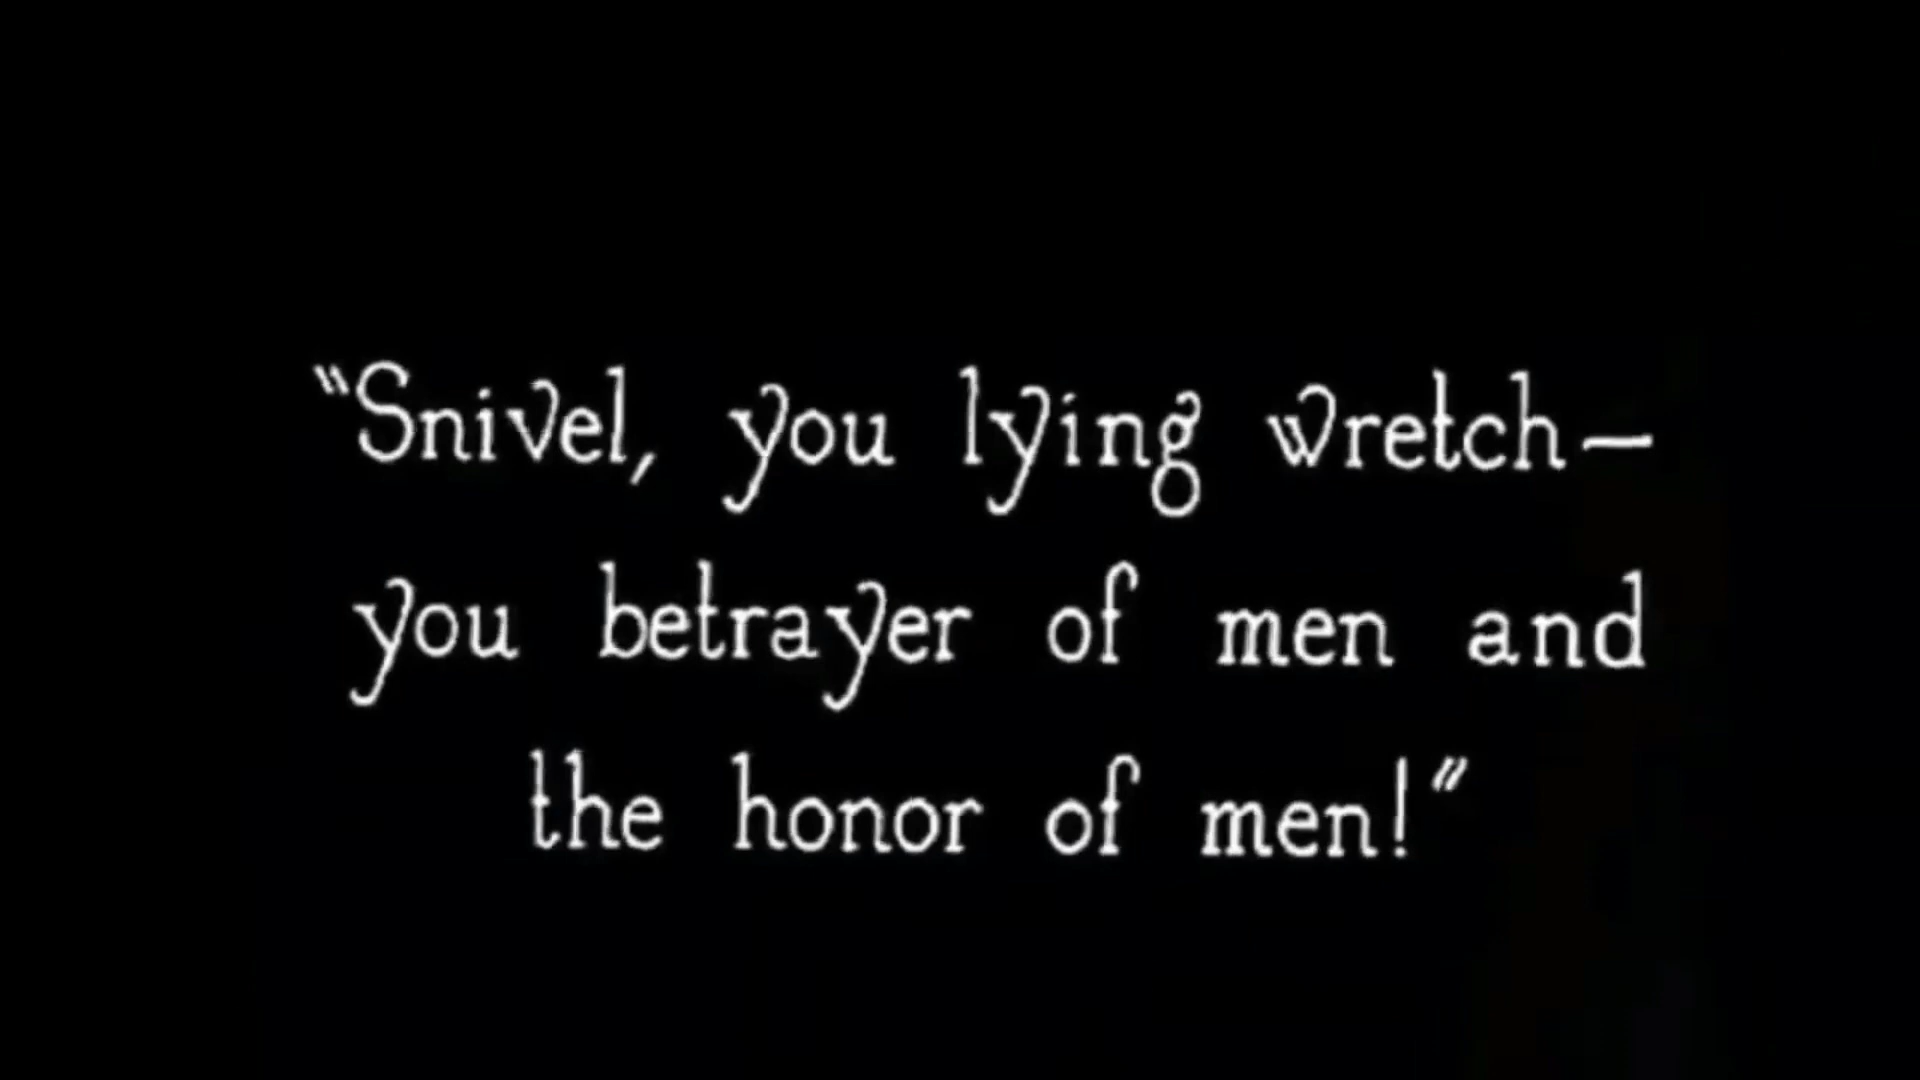 "Snivel, you lying wretch—
you betrayer of men and
the honor of men!"